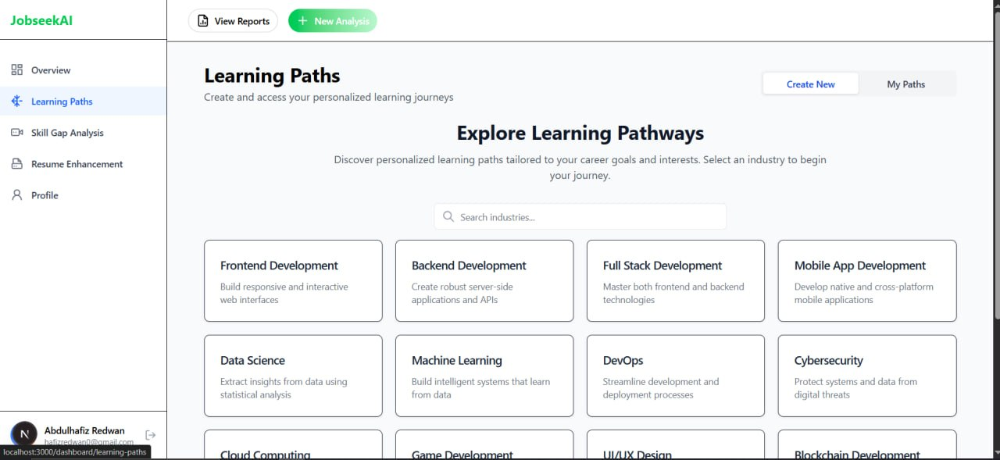 JobseekAI
View Reports
New Analysis
Overview
Learning Paths
Skill Gap Analysis
Resume Enhancement
Profile
Learning Paths
Create and access your personalized learning journeys
Create New
My Paths
Explore Learning Pathways
Discover personalized learning paths tailored to your career goals and interests. Select an industry to begin
your journey.
Search industries...
Frontend Development
Build responsive and interactive
web interfaces
Backend Development
Create robust server-side
applications and APIs
Full Stack Development
Master both frontend and backend
technologies
Mobile App Development
Develop native and cross-platform
mobile applications
Data Science
Extract insights from data using
statistical analysis
Machine Learning
Build intelligent systems that learn
from data
DevOps
Streamline development and
deployment processes
Cybersecurity
Protect systems and data from
digital threats
Cloud Computing
Game Development
UI/UX Design
Blockchain Development
N
Abdulhafiz Redwan
hafizredwan0@gmail.com
localhost:3000/dashboard/learning-paths